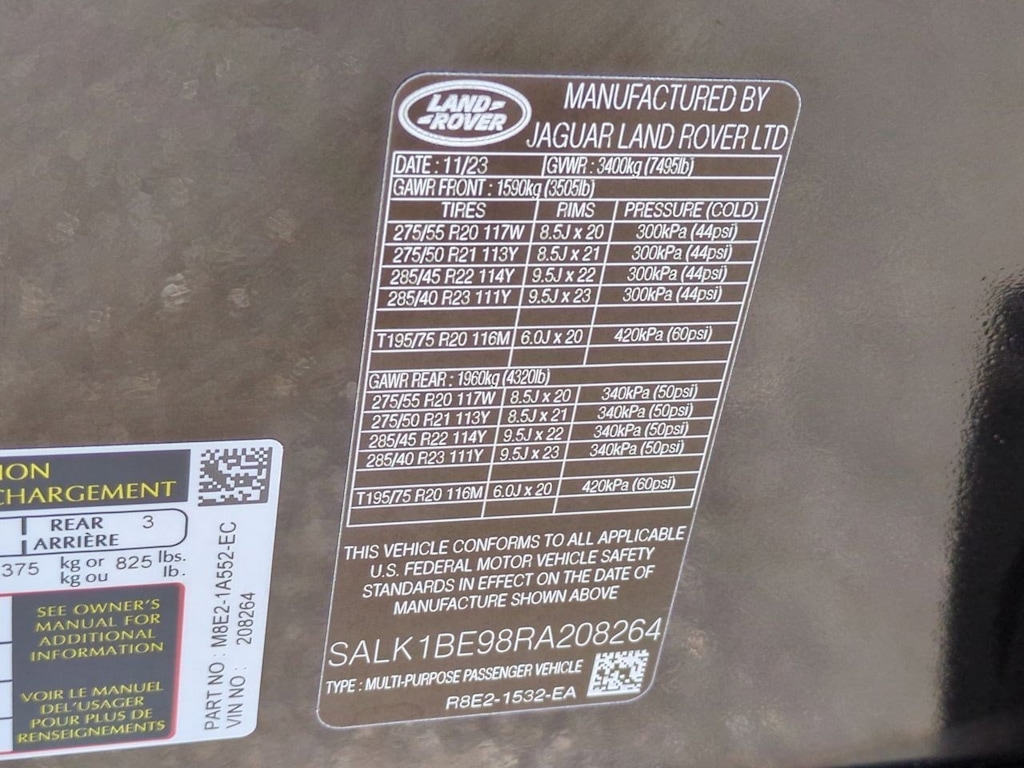 LAND-
-ROVER
MANUFACTURED BY
JAGUAR LAND ROVER LTD
DATE : 11/23 GVWR : 3400kg (7495lb)
GAWR FRONT : 1590kg (3505lb)
TIRES RIMS PRESSURE (COLD)
275/55 R20 117W 8.5J x 20 300kPa (44psi)
275/50 R21 113Y 8.5J x 21 300kPa (44psi)
285/45 R22 114Y 9.5J x 22 300kPa (44psi)
285/40 R23 111Y 9.5J x 23 300kPa (44psi)
T195/75 R20 116M 6.0J x 20 420kPa (60psi)
GAWR REAR : 1960kg (4320lb)
275/55 R20 117W 8.5J x 20 340kPa (50psi)
275/50 R21 113Y 8.5J x 21 340kPa (50psi)
285/45 R22 114Y 9.5J x 22 340kPa (50psi)
285/40 R23 111Y 9.5J x 23 340kPa (50psi)
T195/75 R20 116M 6.0J x 20 420kPa (60psi)
THIS VEHICLE CONFORMS TO ALL APPLICABLE
U.S. FEDERAL MOTOR VEHICLE SAFETY
STANDARDS IN EFFECT ON THE DATE OF
MANUFACTURE SHOWN ABOVE
SALK1BE98RA208264
TYPE : MULTI-PURPOSE PASSENGER VEHICLE
R8E2-1532-EA
ION
CHARGEMENT
REAR 3
ARRIÈRE
375 kg or 825 lbs.
kg ou lb.
SEE OWNER'S
MANUAL FOR
ADDITIONAL
INFORMATION
VOIR LE MANUEL
DEL'USAGER
POUR PLUS DE
RENSEIGNEMENTS
PART NO : M8E2-1A552-EC
VIN NO : 208264